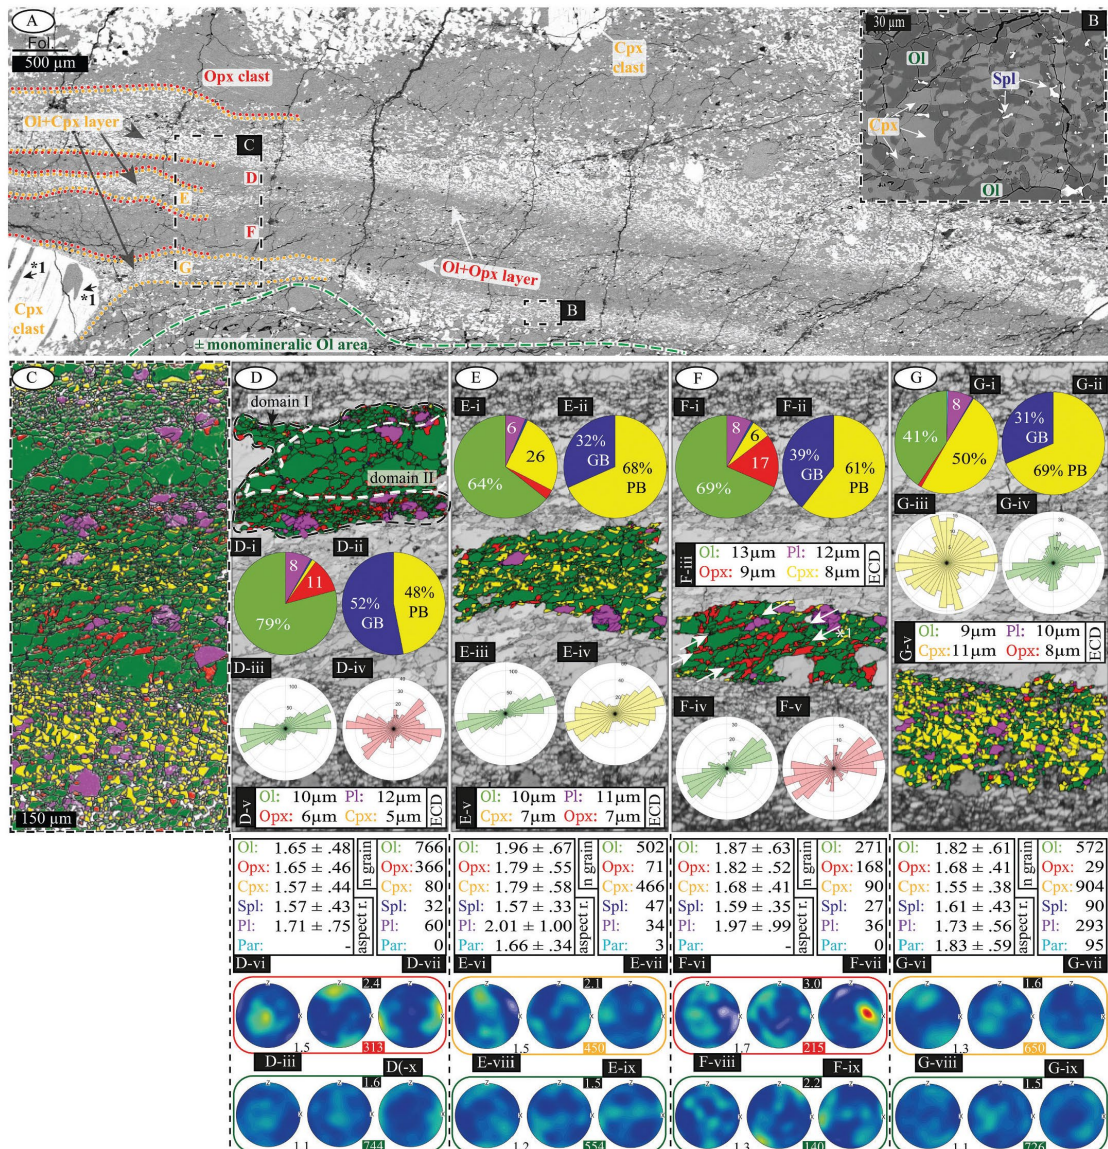 A
Fol.
500 µm
Opx clast
Cpx
clast
Ol+Cpx layer
C
D
E
F
G
*1
*1
Cpx
clast
Ol+Opx layer
B
± monomineralic Ol area
30 µm
B
Ol
Spl
Cpx
Ol
C
150 µm
D
domain I
domain II
D-i
D-ii
8
11
79%
52%
GB
48%
PB
D-iii
D-iv
100
50
40
30
20
Ol: 10µm Pl: 12µm
Opx: 6µm Cpx: 5µm
D-v
ECD
E
E-i
E-ii
6
26
64%
32%
GB
68%
PB
E-iii
E-iv
100
50
40
20
Ol: 10µm Pl: 11µm
Cpx: 7µm Opx: 7µm
E-v
ECD
F
F-i
F-ii
8
6
17
69%
39%
GB
61%
PB
F-iii
Ol: 13µm Pl: 12µm
Opx: 9µm Cpx: 8µm
ECD
*1
F-iv
F-v
30
20
15
10
G
G-i
G-ii
8
41%
50%
31%
GB
69% PB
G-iii
G-iv
G-v
Ol: 9µm Pl: 10µm
Cpx: 11µm Opx: 8µm
ECD
Ol: 1.65 ± .48
Opx: 1.65 ± .46
Cpx: 1.57 ± .44
Spl: 1.57 ± .43
Pl: 1.71 ± .75
Par: -
n grain
aspect r.
Ol: 766
Opx: 366
Cpx: 80
Spl: 32
Pl: 60
Par: 0
D-vi
D-vii
Ol: 1.96 ± .67
Opx: 1.79 ± .55
Cpx: 1.79 ± .58
Spl: 1.57 ± .33
Pl: 2.01 ± 1.00
Par: 1.66 ± .34
n grain
aspect r.
Ol: 502
Opx: 71
Cpx: 466
Spl: 47
Pl: 34
Par: 3
E-vi
E-vii
Ol: 1.87 ± .63
Opx: 1.82 ± .52
Cpx: 1.68 ± .41
Spl: 1.59 ± .35
Pl: 1.97 ± .99
Par: -
n grain
aspect r.
Ol: 271
Opx: 168
Cpx: 90
Spl: 27
Pl: 36
Par: 0
F-vi
F-vii
Ol: 1.82 ± .61
Opx: 1.68 ± .41
Cpx: 1.55 ± .38
Spl: 1.61 ± .43
Pl: 1.73 ± .56
Par: 1.83 ± .59
n grain
aspect r.
Ol: 572
Opx: 29
Cpx: 904
Spl: 90
Pl: 293
Par: 95
G-vi
G-vii
Z 2.4 X
1.5 313
Z 2.1 X
1.5 450
Z 3.0 X
1.7 215
Z 1.6 X
1.3 650
D-iii
D(-x
E-viii
E-ix
F-viii
F-ix
G-viii
G-ix
Z 1.6 X
1.1 744
Z 1.5 X
1.2 554
Z 2.2 X
1.3 140
Z 1.5 X
1.1 726